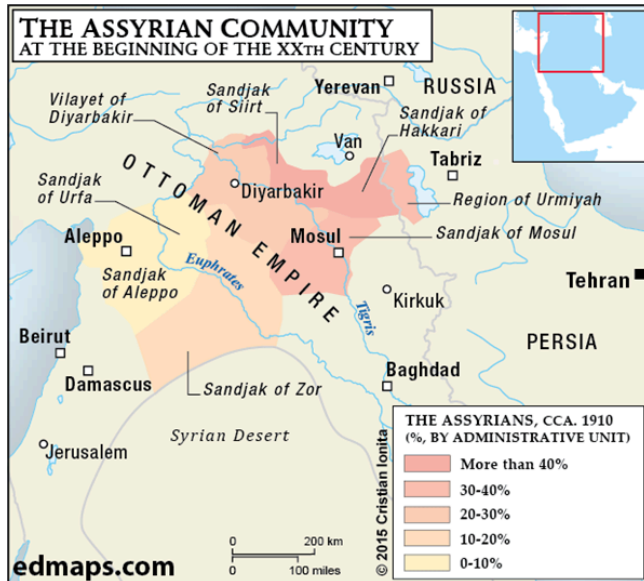 THE ASSYRIAN COMMUNITY
AT THE BEGINNING OF THE XXTH CENTURY
Yerevan
RUSSIA
Sandjak
of Siirt
Vilayet of
Diyarbakir
Sandjak of
Hakkari
Van
Tabriz
Diyarbakir
Region of Urmiyah
OTTOMAN EMPIRE
Sandjak
of Urfa
Mosul
Sandjak of Mosul
Aleppo
Sandjak
of Aleppo
Euphrates
Tigris
Kirkuk
Tehran
PERSIA
Beirut
Damascus
Baghdad
Sandjak of Zor
Syrian Desert
Jerusalem
THE ASSYRIANS, CCA. 1910
(%, BY ADMINISTRATIVE UNIT)
More than 40%
30-40%
20-30%
10-20%
0-10%
© 2015 Cristian Ionita
0 200 km
0 100 miles
edmaps.com